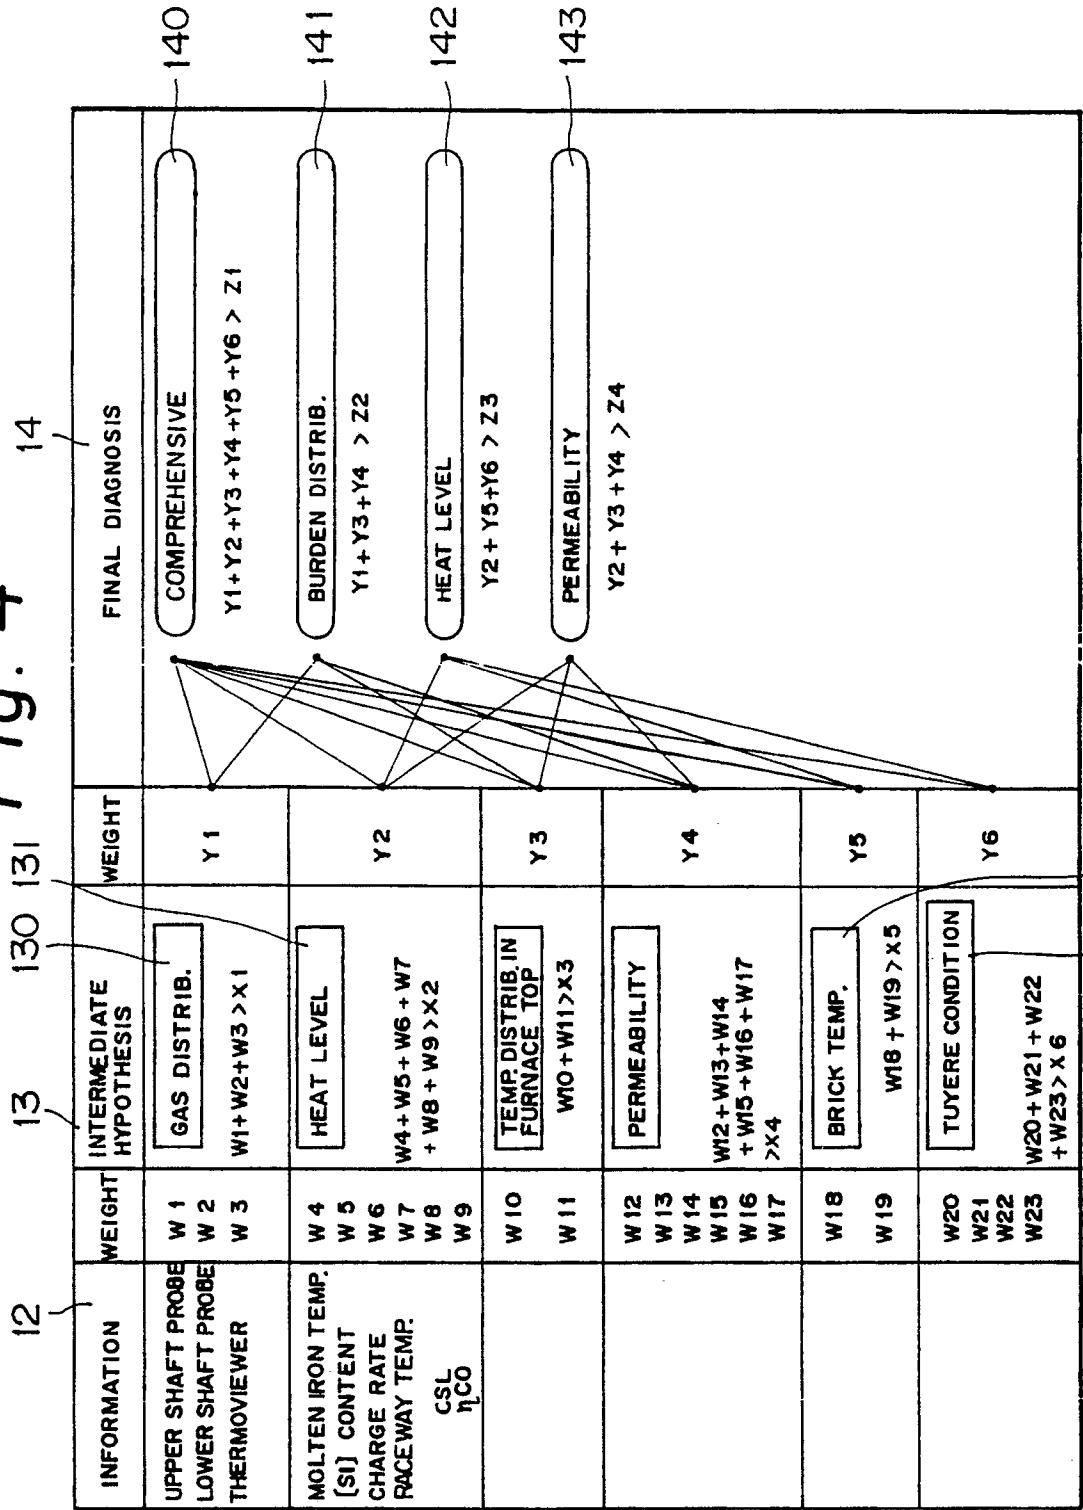 Fig. 4
12
13
130
131
14
INFORMATION
WEIGHT
INTERMEDIATE
HYPOTHESIS
WEIGHT
FINAL DIAGNOSIS
UPPER SHAFT PROBE
LOWER SHAFT PROBE
THERMOVIEWER
W1
W2
W3
GAS DISTRIB.
W1+W2+W3>X1
Y1
MOLTEN IRON TEMP.
[SI] CONTENT
CHARGE RATE
RACEWAY TEMP.
CSL
ηCO
W4
W5
W6
W7
W8
W9
HEAT LEVEL
W4+W5+W6+W7
+W8+W9>X2
Y2
W10
W11
TEMP. DISTRIB. IN
FURNACE TOP
W10+W11>X3
Y3
W12
W13
W14
W15
W16
W17
PERMEABILITY
W12+W13+W14
+W15+W16+W17
>X4
Y4
W18
W19
BRICK TEMP.
W18+W19>X5
Y5
W20
W21
W22
W23
TUYERE CONDITION
W20+W21+W22
+W23>X6
Y6
COMPREHENSIVE
140
Y1+Y2+Y3+Y4+Y5+Y6 > Z1
BURDEN DISTRIB.
141
Y1+Y3+Y4 > Z2
HEAT LEVEL
142
Y2+Y5+Y6 > Z3
PERMEABILITY
143
Y2+Y3+Y4 > Z4